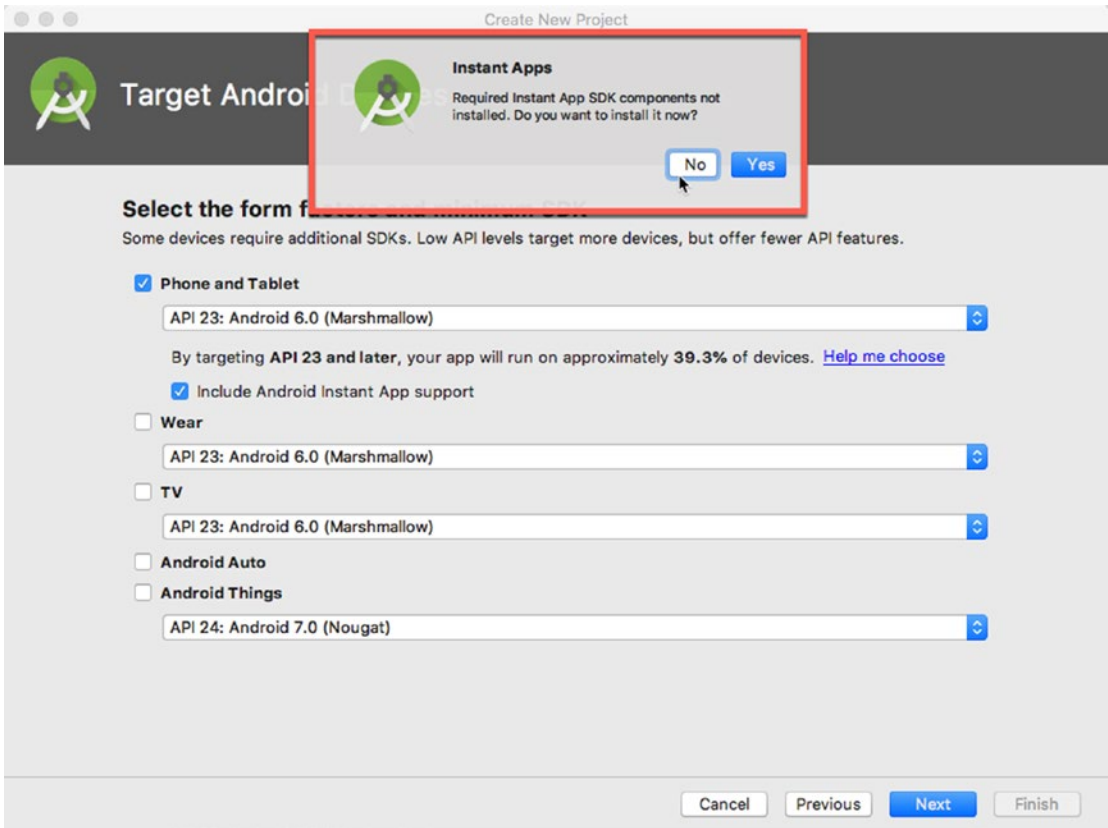 Create New Project
Instant Apps
Required Instant App SDK components not
installed. Do you want to install it now?
No Yes
Target Androi
Select the form factors and minimum SDK
Some devices require additional SDKs. Low API levels target more devices, but offer fewer API features.
Phone and Tablet
API 23: Android 6.0 (Marshmallow)
By targeting API 23 and later, your app will run on approximately 39.3% of devices. Help me choose
Include Android Instant App support
Wear
API 23: Android 6.0 (Marshmallow)
TV
API 23: Android 6.0 (Marshmallow)
Android Auto
Android Things
API 24: Android 7.0 (Nougat)
Cancel Previous Next Finish